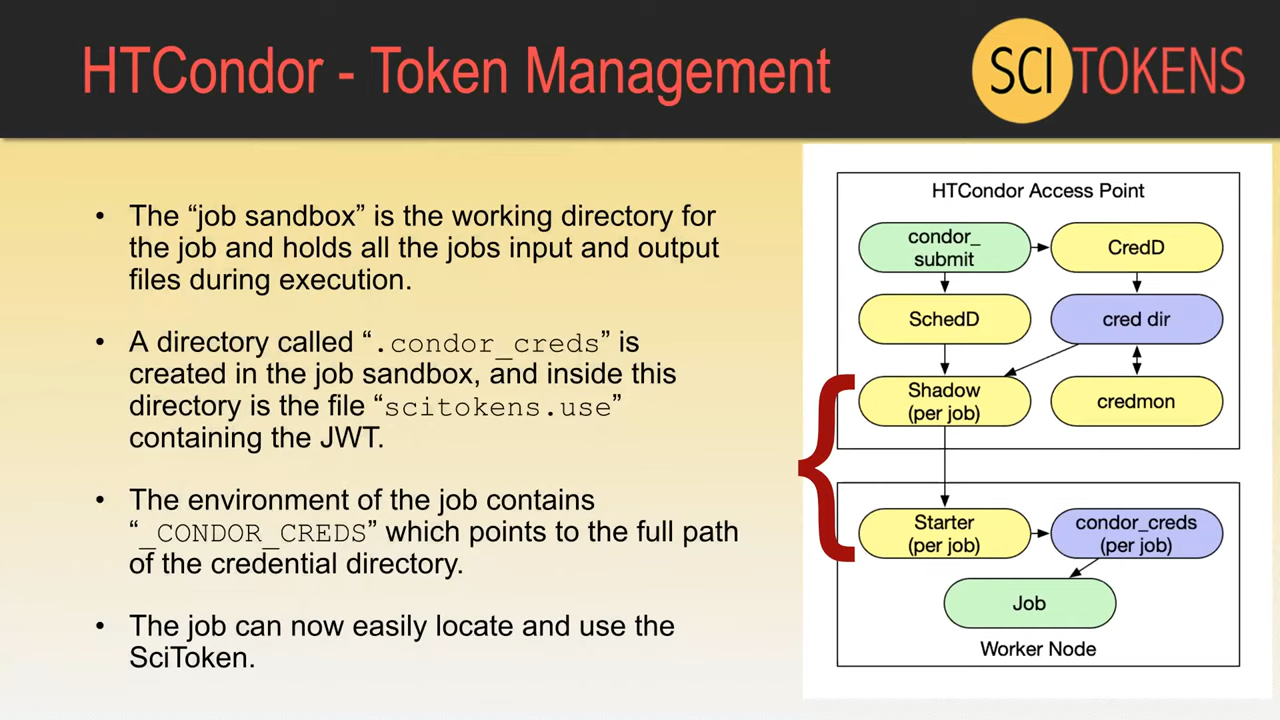 HTCondor - Token Management
SCI TOKENS
• The “job sandbox” is the working directory for
the job and holds all the jobs input and output
files during execution.
• A directory called “.condor_creds” is
created in the job sandbox, and inside this
directory is the file “scitokens.use”
containing the JWT.
• The environment of the job contains
“_CONDOR_CREDS” which points to the full path
of the credential directory.
• The job can now easily locate and use the
SciToken.
HTCondor Access Point
condor_
submit
CredD
SchedD
cred dir
Shadow
(per job)
credmon
{
Starter
(per job)
condor_creds
(per job)
Job
Worker Node